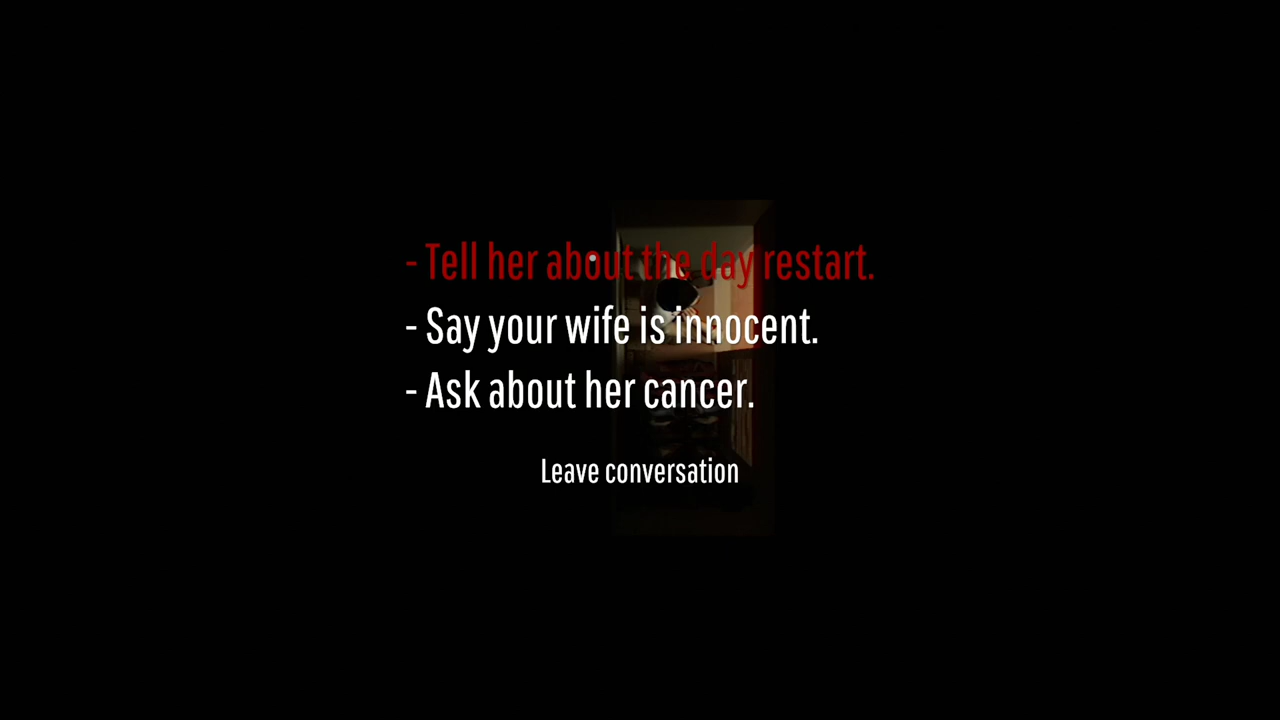 - Tell her about the day restart.
- Say your wife is innocent.
- Ask about her cancer.
Leave conversation